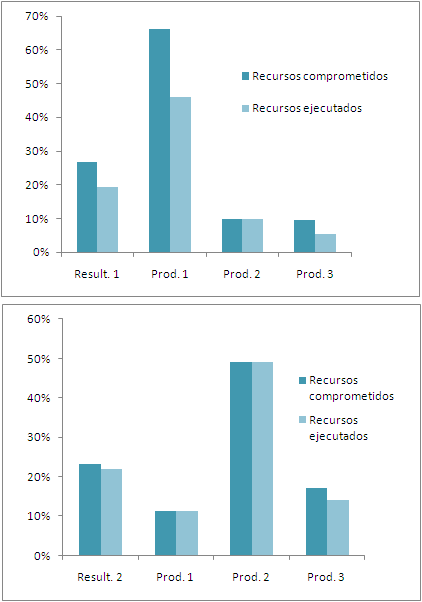 70%
60%
50%
40%
30%
20%
10%
0%
Recursos comprometidos
Recursos ejecutados
Result. 1 Prod. 1 Prod. 2 Prod. 3
60%
50%
40%
30%
20%
10%
0%
Recursos
comprometidos
Recursos
ejecutados
Result. 2 Prod. 1 Prod. 2 Prod. 3